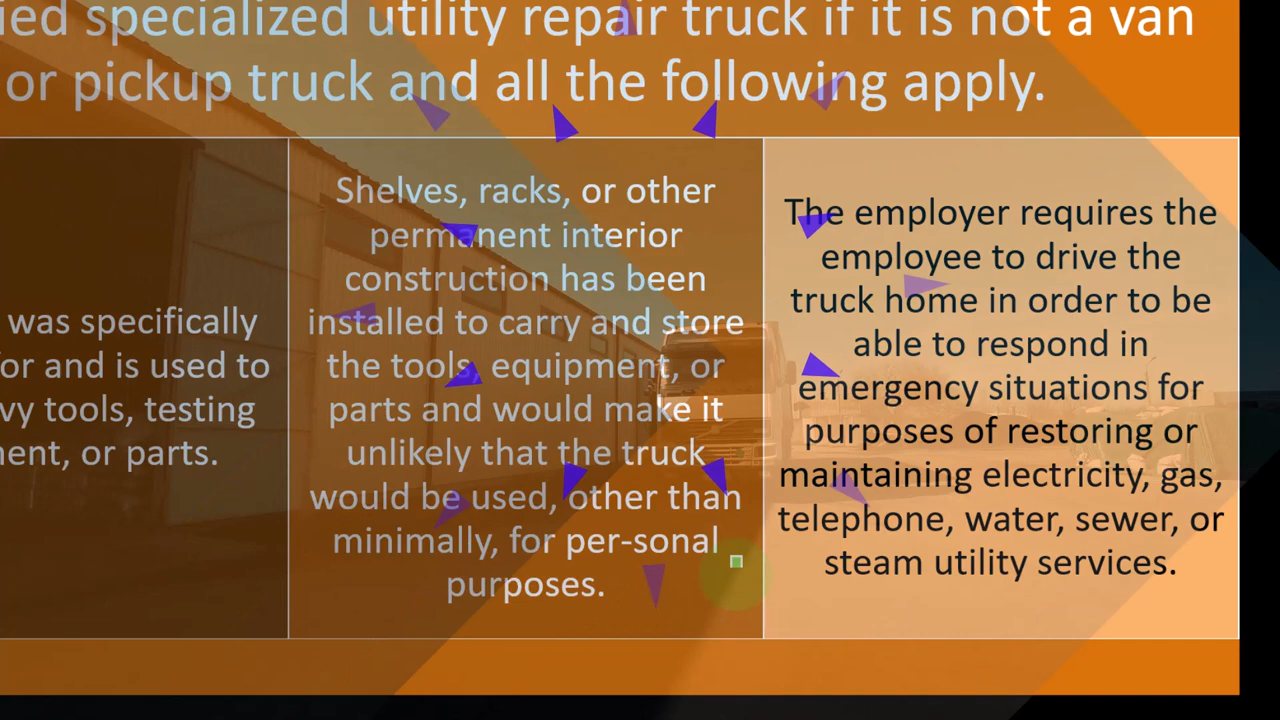 ied specialized utility repair truck if it is not a van
or pickup truck and all the following apply.
was specifically
or and is used to
vy tools, testing
ent, or parts.
Shelves, racks, or other
permanent interior
construction has been
installed to carry and store
the tools, equipment, or
parts and would make it
unlikely that the truck
would be used, other than
minimally, for per-sonal
purposes.
The employer requires the
employee to drive the
truck home in order to be
able to respond in
emergency situations for
purposes of restoring or
maintaining electricity, gas,
telephone, water, sewer, or
steam utility services.